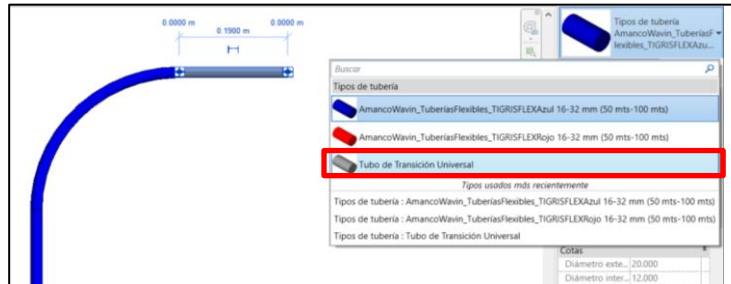 0.0000 m
0.1900 m
0.0000 m
Tipos de tubería
AmancoWavin_TuberíasF
lexibles_TIGRISFLEXAzu...
Buscar
Tipos de tubería
AmancoWavin_TuberíasFlexibles_TIGRISFLEXAzul 16-32 mm (50 mts-100 mts)
AmancoWavin_TuberíasFlexibles_TIGRISFLEXRojo 16-32 mm (50 mts-100 mts)
Tubo de Transición Universal
Tipos usados más recientemente
Tipos de tubería : AmancoWavin_TuberíasFlexibles_TIGRISFLEXAzul 16-32 mm (50 mts-100 mts)
Tipos de tubería : AmancoWavin_TuberíasFlexibles_TIGRISFLEXRojo 16-32 mm (50 mts-100 mts)
Tipos de tubería : Tubo de Transición Universal
Cotas
Diámetro exte... 20.000
Diámetro inter... 12.000